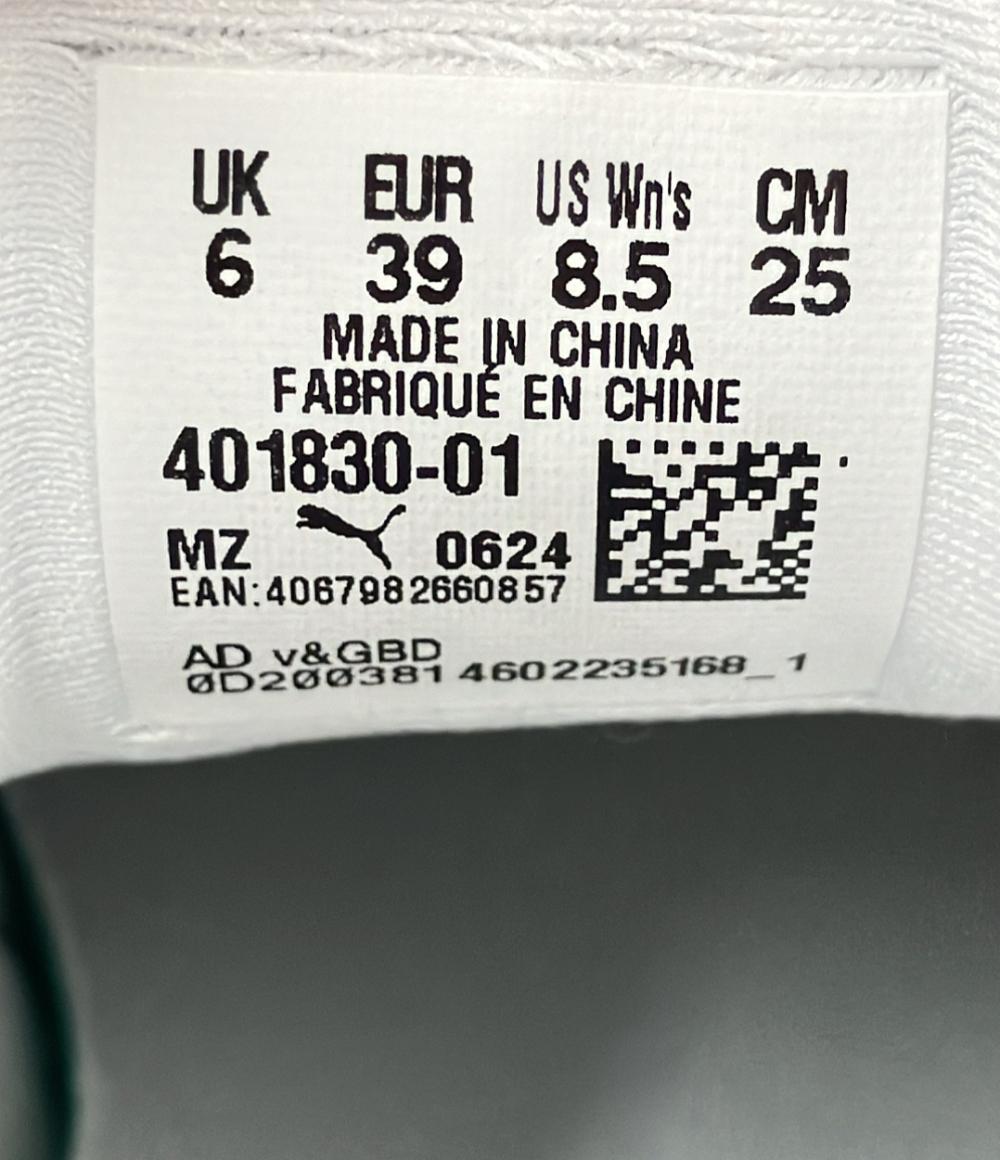 UK EUR US Wn's CM
6 39 8.5 25
MADE IN CHINA
FABRIQUÉ EN CHINE
401830-01
MZ 0624
EAN:4067982660857
AD v&GBD
0D200381 4602235168_1